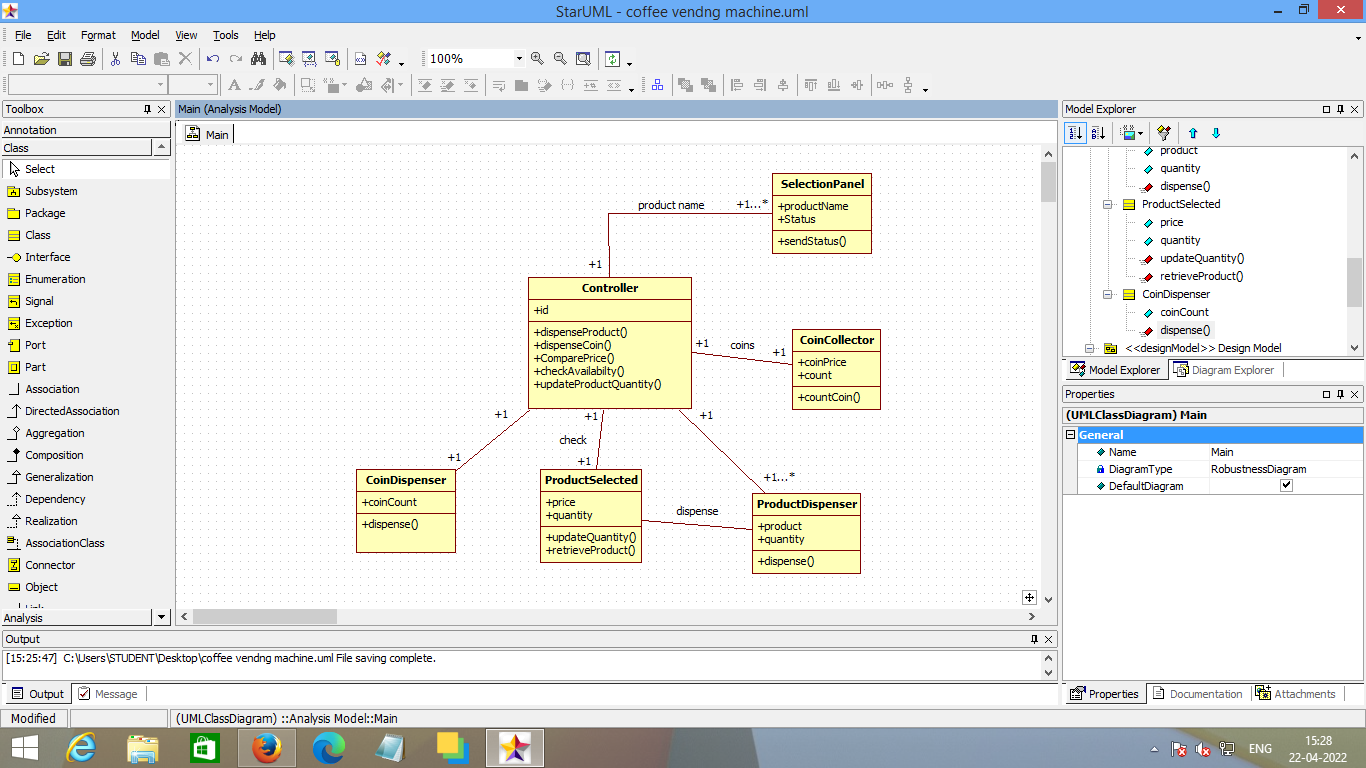 StarUML - coffee vendng machine.uml
File Edit Format Model View Tools Help
100%
Toolbox
Annotation
Class
Select
Subsystem
Package
Class
Interface
Enumeration
Signal
Exception
Port
Part
Association
DirectedAssociation
Aggregation
Composition
Generalization
Dependency
Realization
AssociationClass
Connector
Object
Analysis
Main (Analysis Model)
Main
SelectionPanel
+productName
+Status
+sendStatus()
product name
+1...*
+1
Controller
+id
+dispenseProduct()
+dispenseCoin()
+ComparePrice()
+checkAvailabilty()
+updateProductQuantity()
+1
coins
+1
CoinCollector
+coinPrice
+count
+countCoin()
+1
+1
+1
check
+1
+1
+1...*
CoinDispenser
+coinCount
+dispense()
ProductSelected
+price
+quantity
+updateQuantity()
+retrieveProduct()
dispense
ProductDispenser
+product
+quantity
+dispense()
Model Explorer
product
quantity
dispense()
ProductSelected
price
quantity
updateQuantity()
retrieveProduct()
CoinDispenser
coinCount
dispense()
<<designModel>> Design Model
Model Explorer Diagram Explorer
Properties
(UMLClassDiagram) Main
General
Name Main
DiagramType RobustnessDiagram
DefaultDiagram
Properties Documentation Attachments
Output
[15:25:47] C:\Users\STUDENT\Desktop\coffee vendng machine.uml File saving complete.
Output Message
Modified (UMLClassDiagram) ::Analysis Model::Main
ENG
15:28
22-04-2022